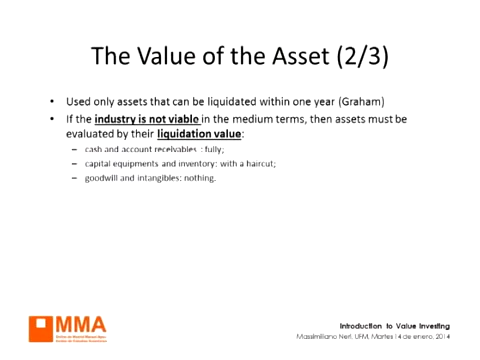 The Value of the Asset (2/3)
• Used only assets that can be liquidated within one year (Graham)
• If the industry is not viable in the medium terms, then assets must be
evaluated by their liquidation value:
– cash and account receivables : fully;
– capital equipments and inventory: with a haircut;
– goodwill and intangibles: nothing.
MMA
Introduction to Value Investing
Massimiliano Neri, UFM, Martes 14 de enero, 2014